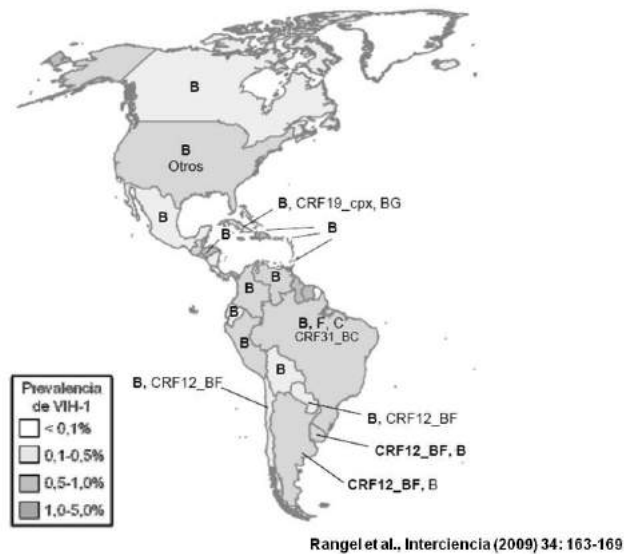 B
B
Otros
B
B, CRF19_cpx, BG
B
B
B
B
B
B
B, F, C
CRF31_BC
B
B, CRF12_BF
B, CRF12_BF
CRF12_BF, B
CRF12_BF, B
Prevalencia
de VIH-1
< 0,1%
0,1-0,5%
0,5-1,0%
1,0-5,0%
Rangel et al., Interciencia (2009) 34: 163-169